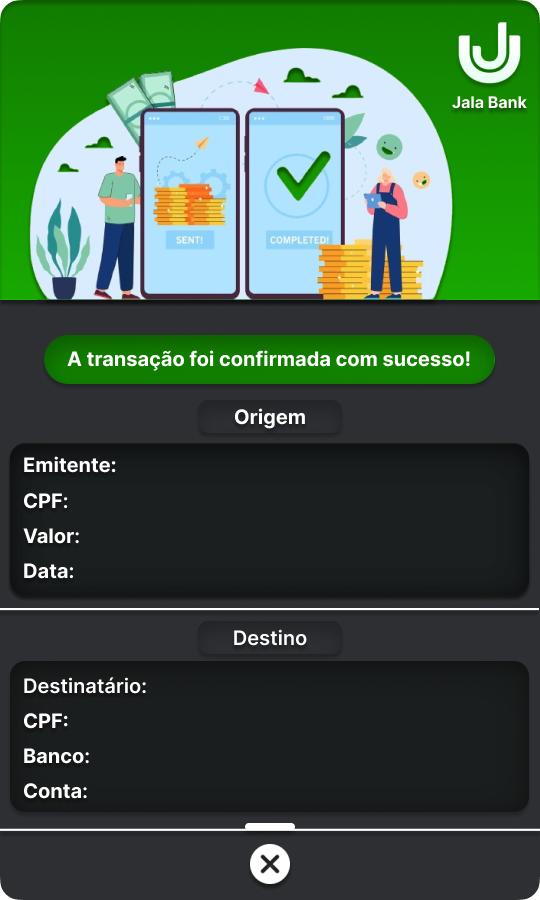 Jala Bank
SENT!
COMPLETED!
A transação foi confirmada com sucesso!
Origem
Emitente:
CPF:
Valor:
Data:
Destino
Destinatário:
CPF:
Banco:
Conta: